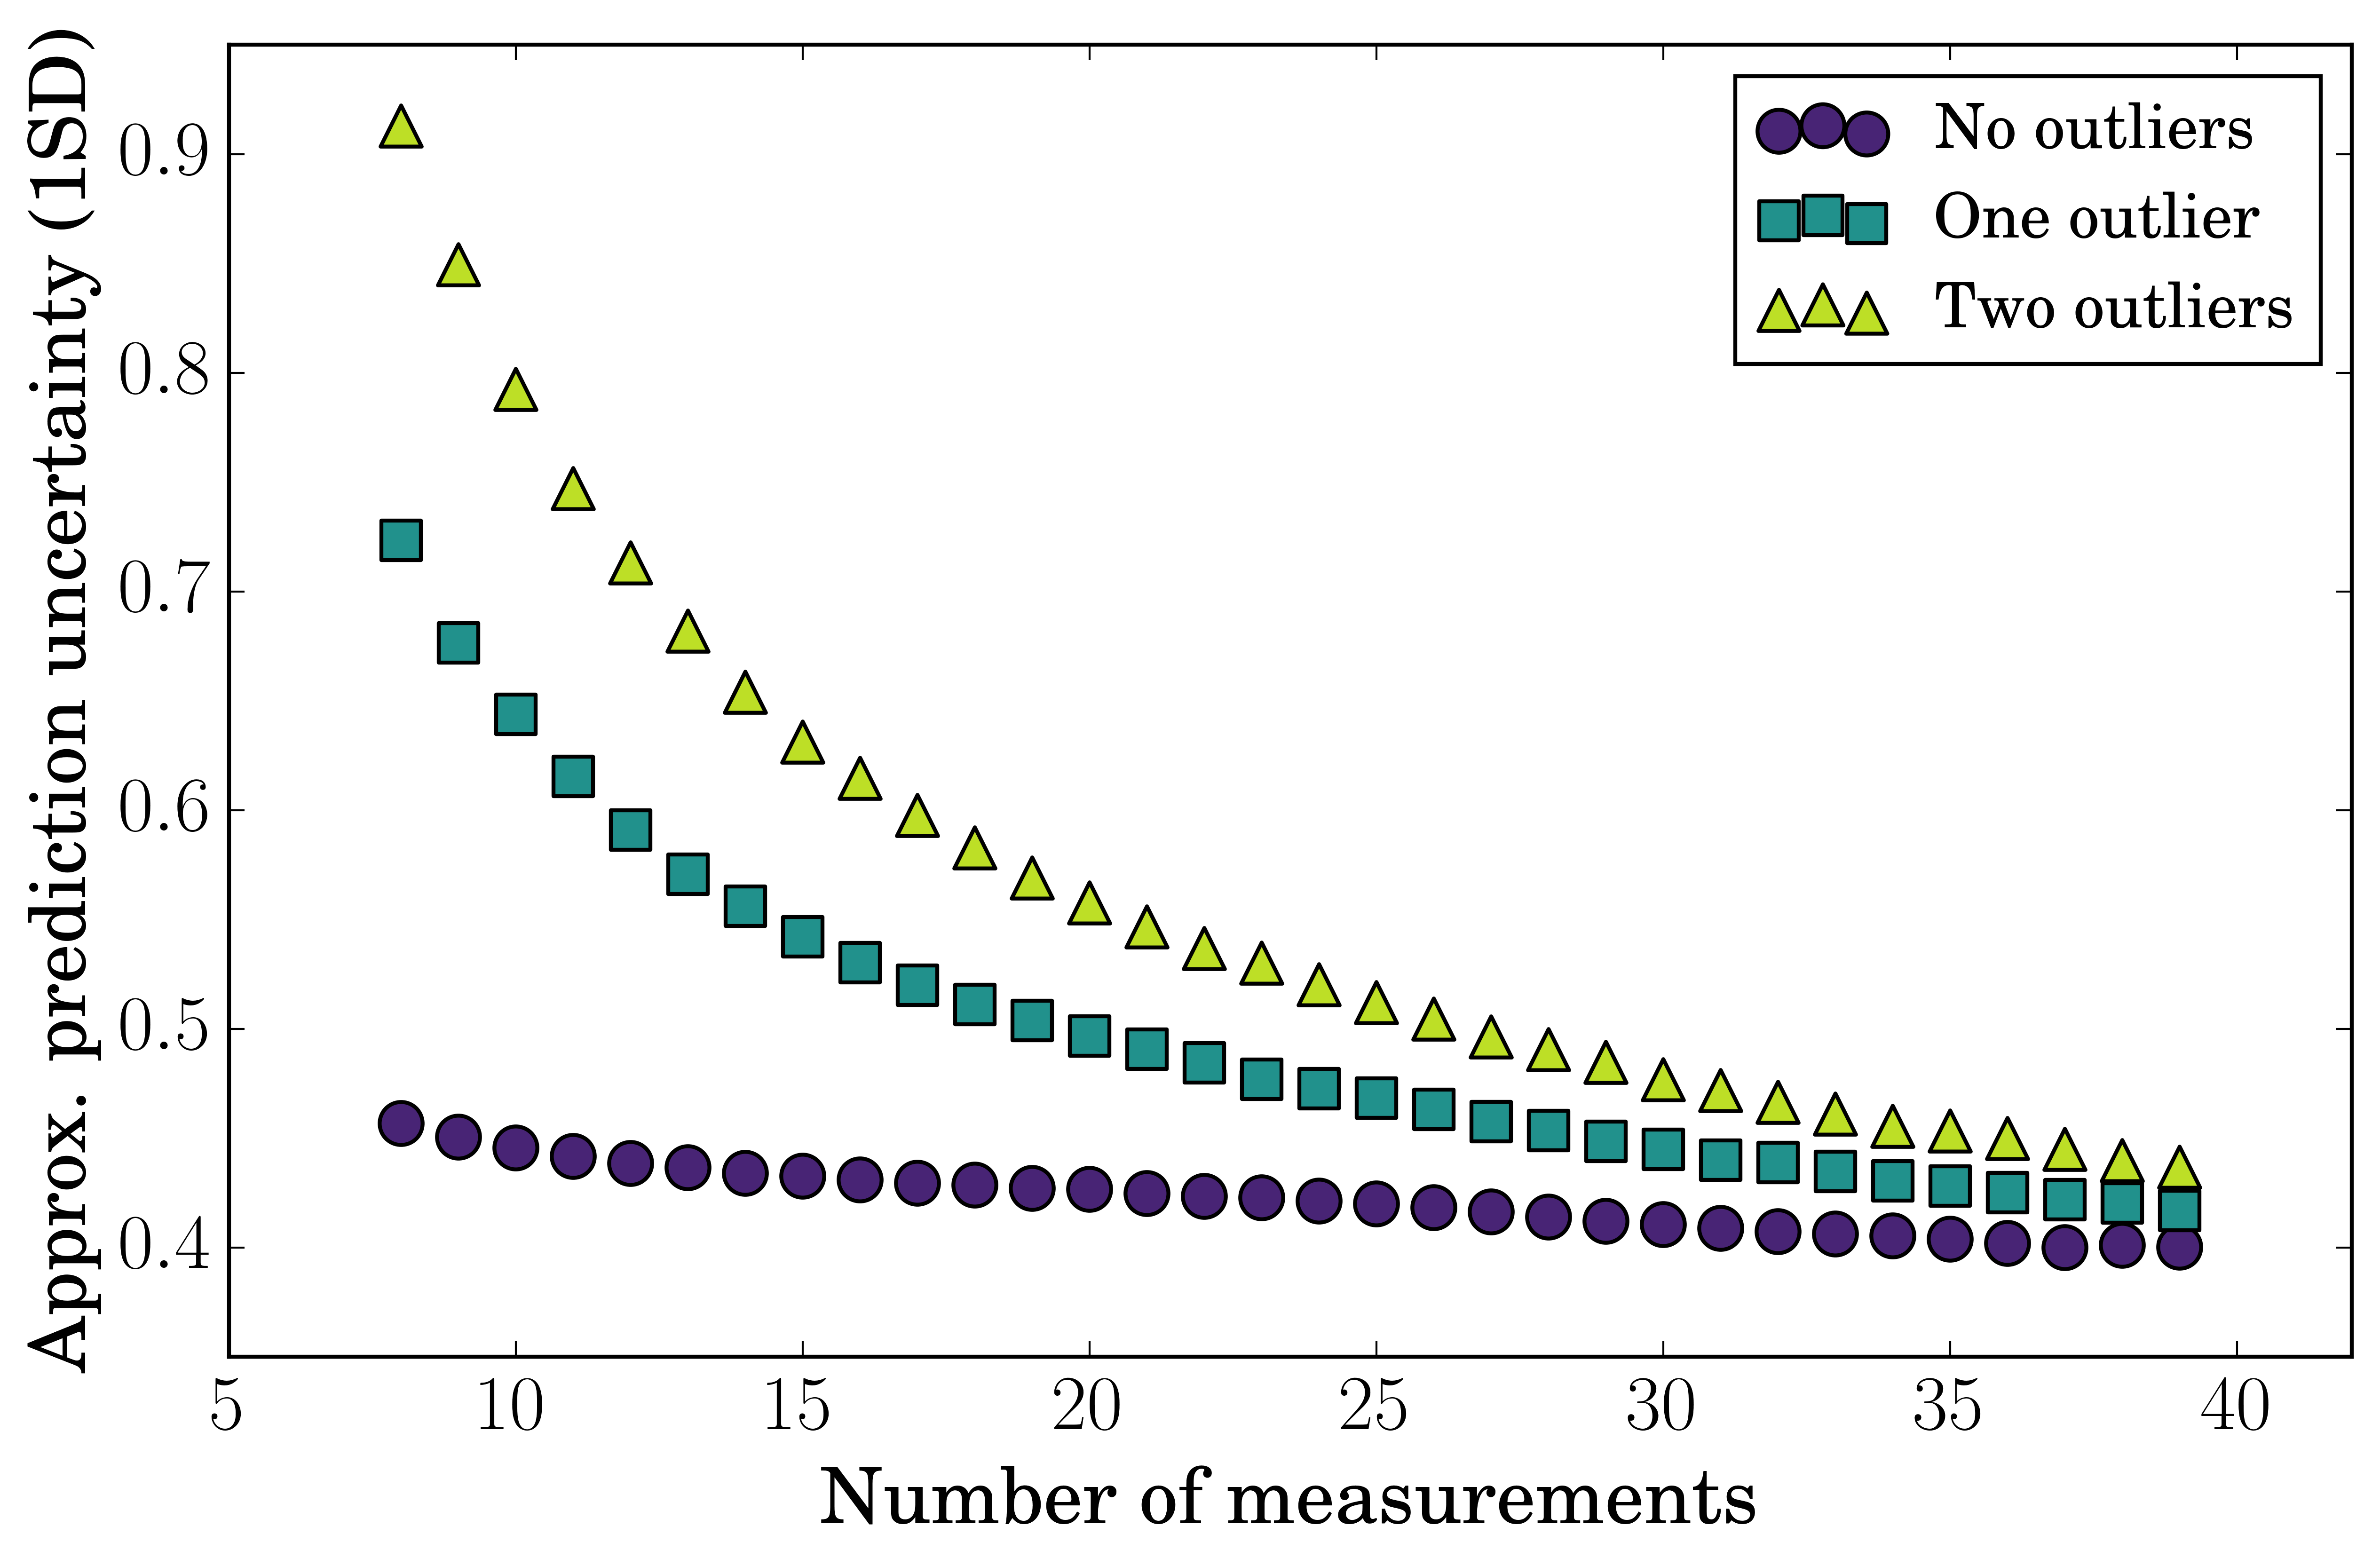 Approx. prediction uncertainty (1SD)
0.9
0.8
0.7
0.6
0.5
0.4
No outliers
One outlier
Two outliers
5 10 15 20 25 30 35 40
Number of measurements